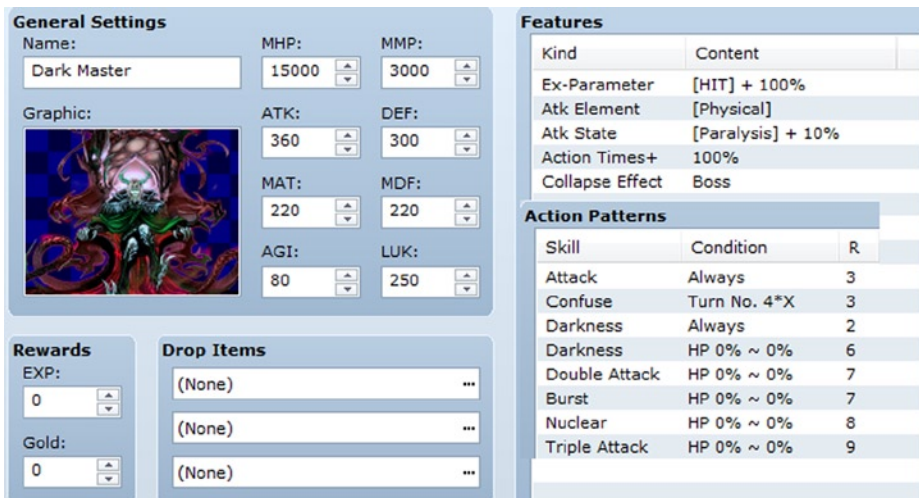 General Settings
Name: MHP: MMP:
Dark Master 15000 3000
Graphic: ATK: DEF:
360 300
MAT: MDF:
220 220
AGI: LUK:
80 250
Rewards
EXP:
0
Gold:
0
Drop Items
(None) ...
(None) ...
(None) ...
Features
Kind Content
Ex-Parameter [HIT] + 100%
Atk Element [Physical]
Atk State [Paralysis] + 10%
Action Times+ 100%
Collapse Effect Boss
Action Patterns
Skill Condition R
Attack Always 3
Confuse Turn No. 4*X 3
Darkness Always 2
Darkness HP 0% ~ 0% 6
Double Attack HP 0% ~ 0% 7
Burst HP 0% ~ 0% 7
Nuclear HP 0% ~ 0% 8
Triple Attack HP 0% ~ 0% 9